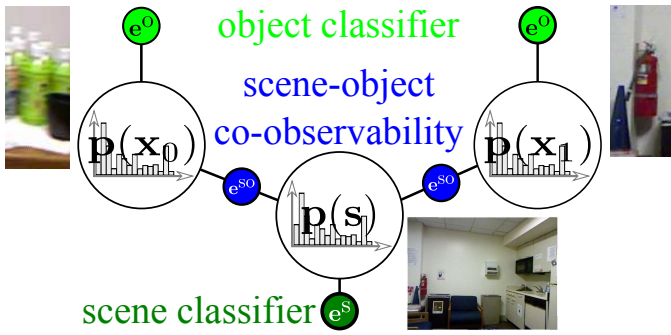 e^O
object classifier
e^O
scene-object
co-observability
p(x_0)
p(x_1)
e^SO
e^SO
p(s)
scene classifier
e^S